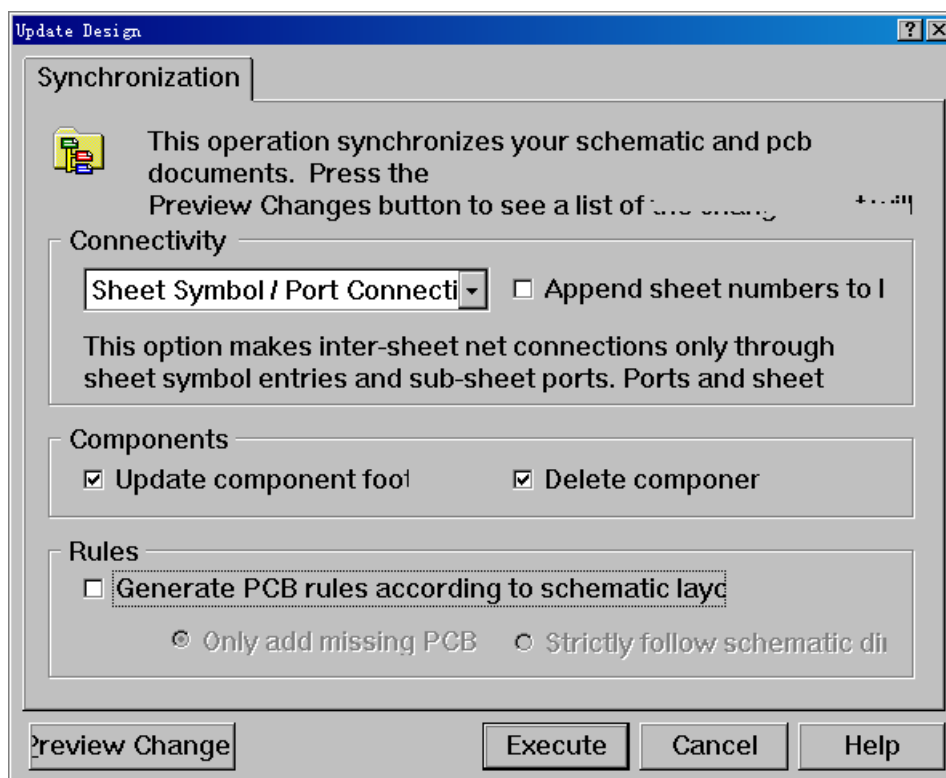 Update Design
Synchronization
This operation synchronizes your schematic and pcb
documents. Press the
Preview Changes button to see a list of
Connectivity
Sheet Symbol / Port Connecti
Append sheet numbers to
This option makes inter-sheet net connections only through
sheet symbol entries and sub-sheet ports. Ports and sheet
Components
Update component foot
Delete componer
Rules
Generate PCB rules according to schematic layo
Only add missing PCB
Strictly follow schematic
Preview Change
Execute
Cancel
Help